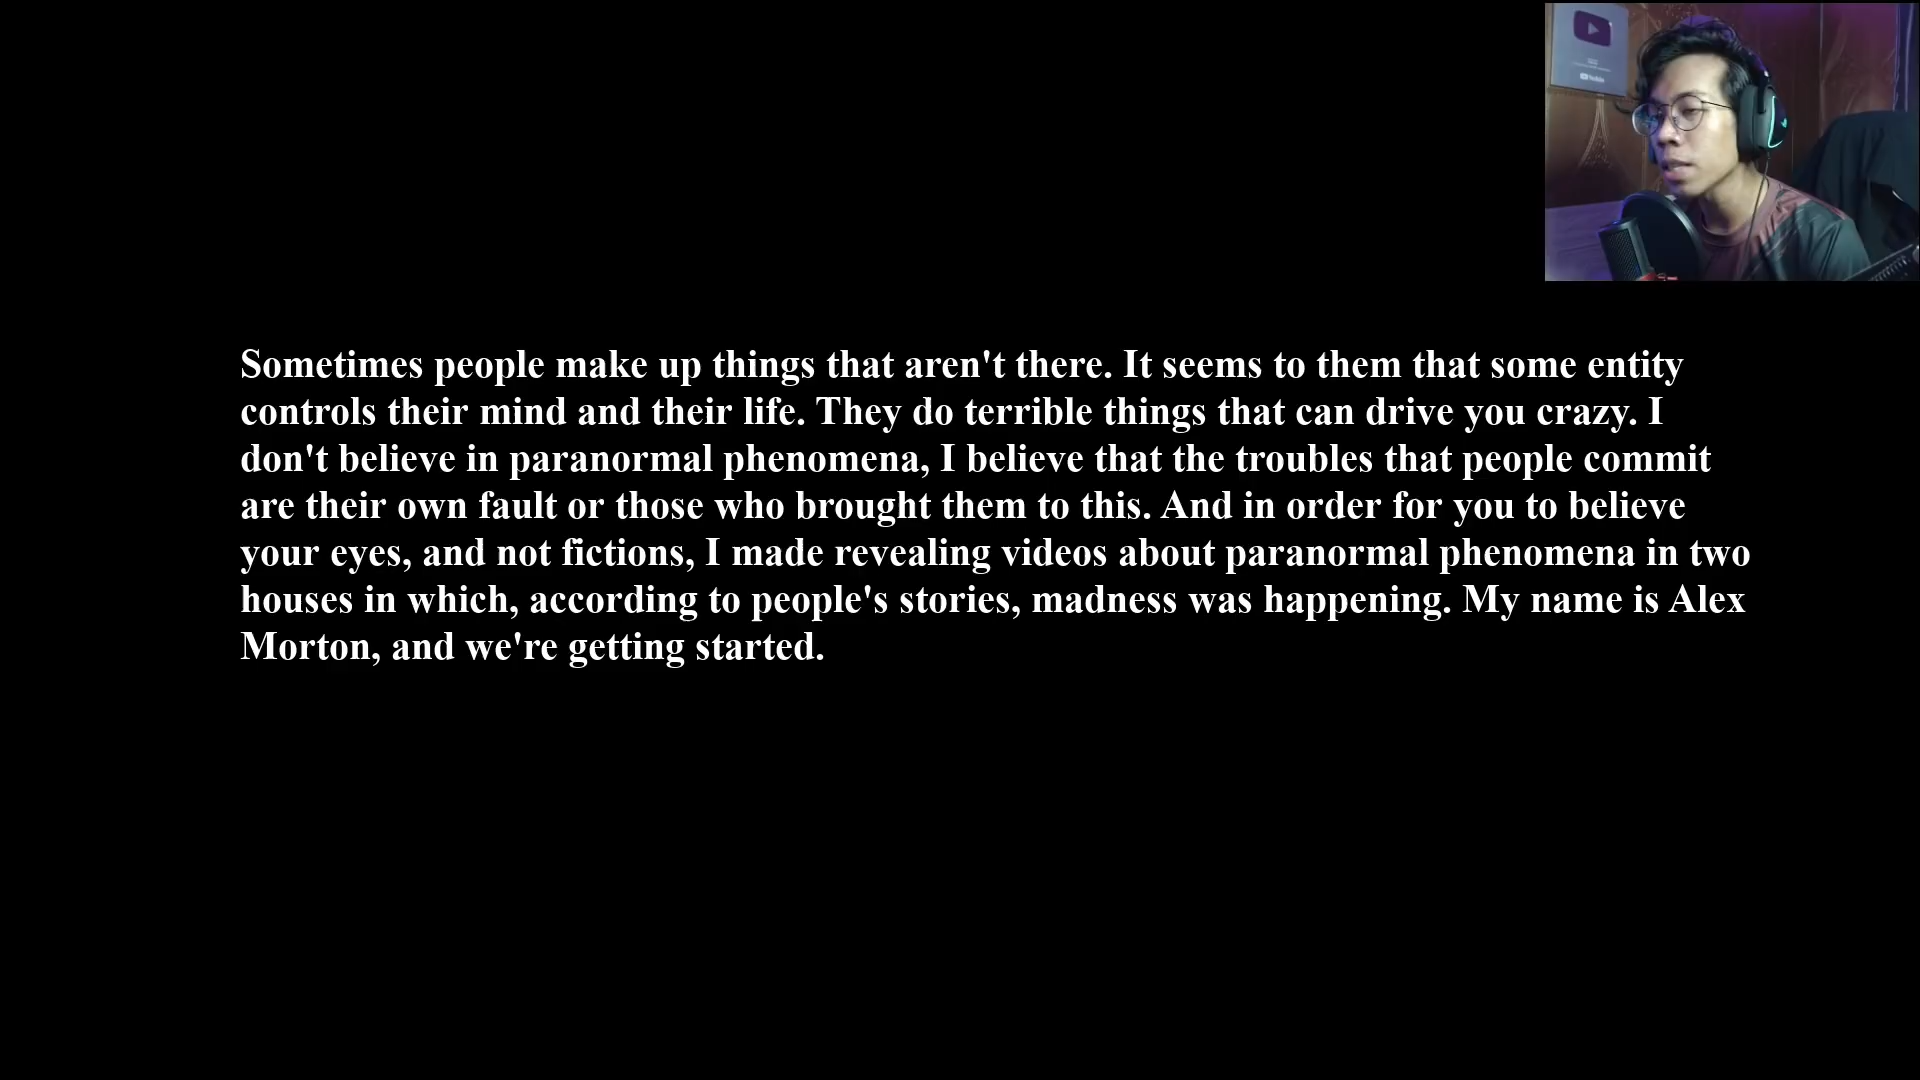 Sometimes people make up things that aren't there. It seems to them that some entity
controls their mind and their life. They do terrible things that can drive you crazy. I
don't believe in paranormal phenomena, I believe that the troubles that people commit
are their own fault or those who brought them to this. And in order for you to believe
your eyes, and not fictions, I made revealing videos about paranormal phenomena in two
houses in which, according to people's stories, madness was happening. My name is Alex
Morton, and we're getting started.